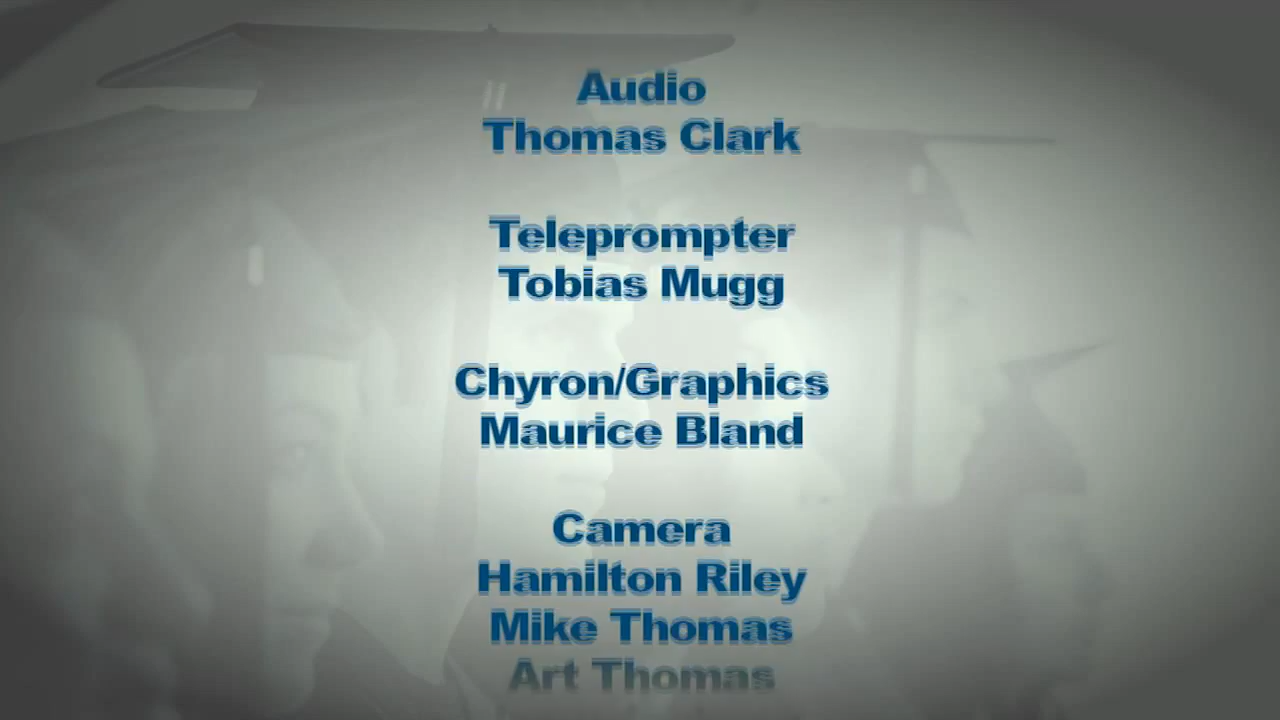 Audio
Thomas Clark
Teleprompter
Tobias Mugg
Chyron/Graphics
Maurice Bland
Camera
Hamilton Riley
Mike Thomas
Art Thomas